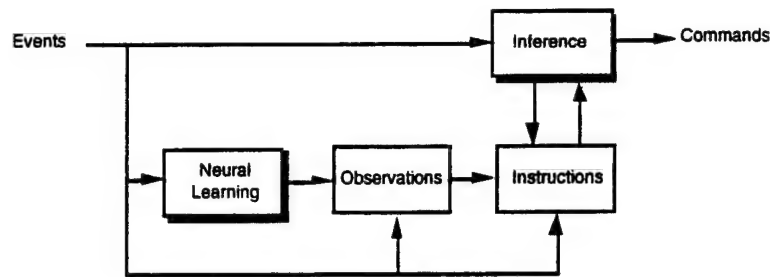 Events
Inference
Commands
Neural
Learning
Observations
Instructions